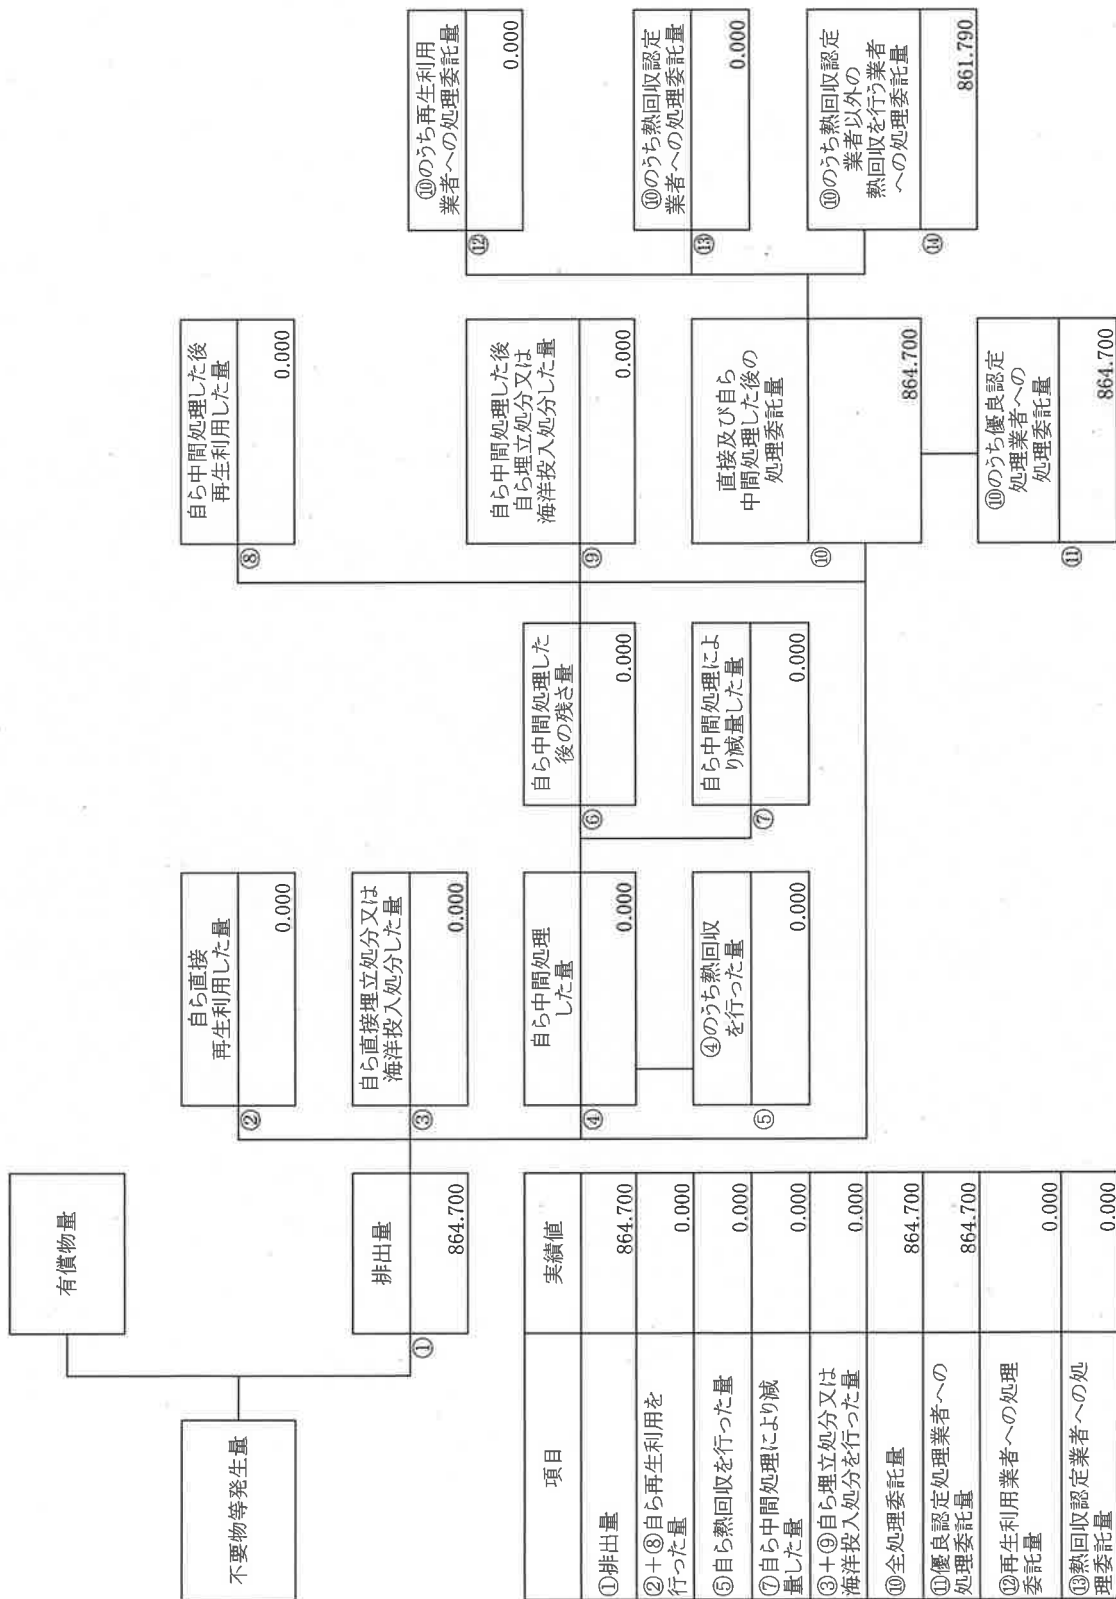 有償物量
不要物等発生量
排出量
①
864.700
自ら直接
再生利用した量
②
0.000
自ら直接埋立処分又は
海洋投入処分した量
③
0.000
自ら中間処理
した量
④
0.000
④のうち熱回収
を行った量
⑤
0.000
自ら中間処理した
後の残さ量
⑥
0.000
自ら中間処理によ
り減量した量
⑦
0.000
自ら中間処理した後
再生利用した量
⑧
0.000
自ら中間処理した後
自ら埋立処分又は
海洋投入処分した量
⑨
0.000
直接及び自ら
中間処理した後の
処理委託量
⑩
864.700
⑩のうち優良認定
処理業者への
処理委託量
⑪
864.700
⑩のうち再生利用
業者への処理委託量
⑫
0.000
⑩のうち熱回収認定
業者への処理委託量
⑬
0.000
⑩のうち熱回収認定
業者以外の
熱回収を行う業者
への処理委託量
⑭
861.790
項目 実績値
①排出量 864.700
②+⑧自ら再生利用を
行った量 0.000
⑤自ら熱回収を行った量 0.000
⑦自ら中間処理により減
量した量 0.000
③+⑨自ら埋立処分又は
海洋投入処分を行った量 0.000
⑩全処理委託量 864.700
⑪優良認定処理業者への
処理委託量 864.700
⑫再生利用業者への処理
委託量 0.000
⑬熱回収認定業者への処
理委託量 0.000